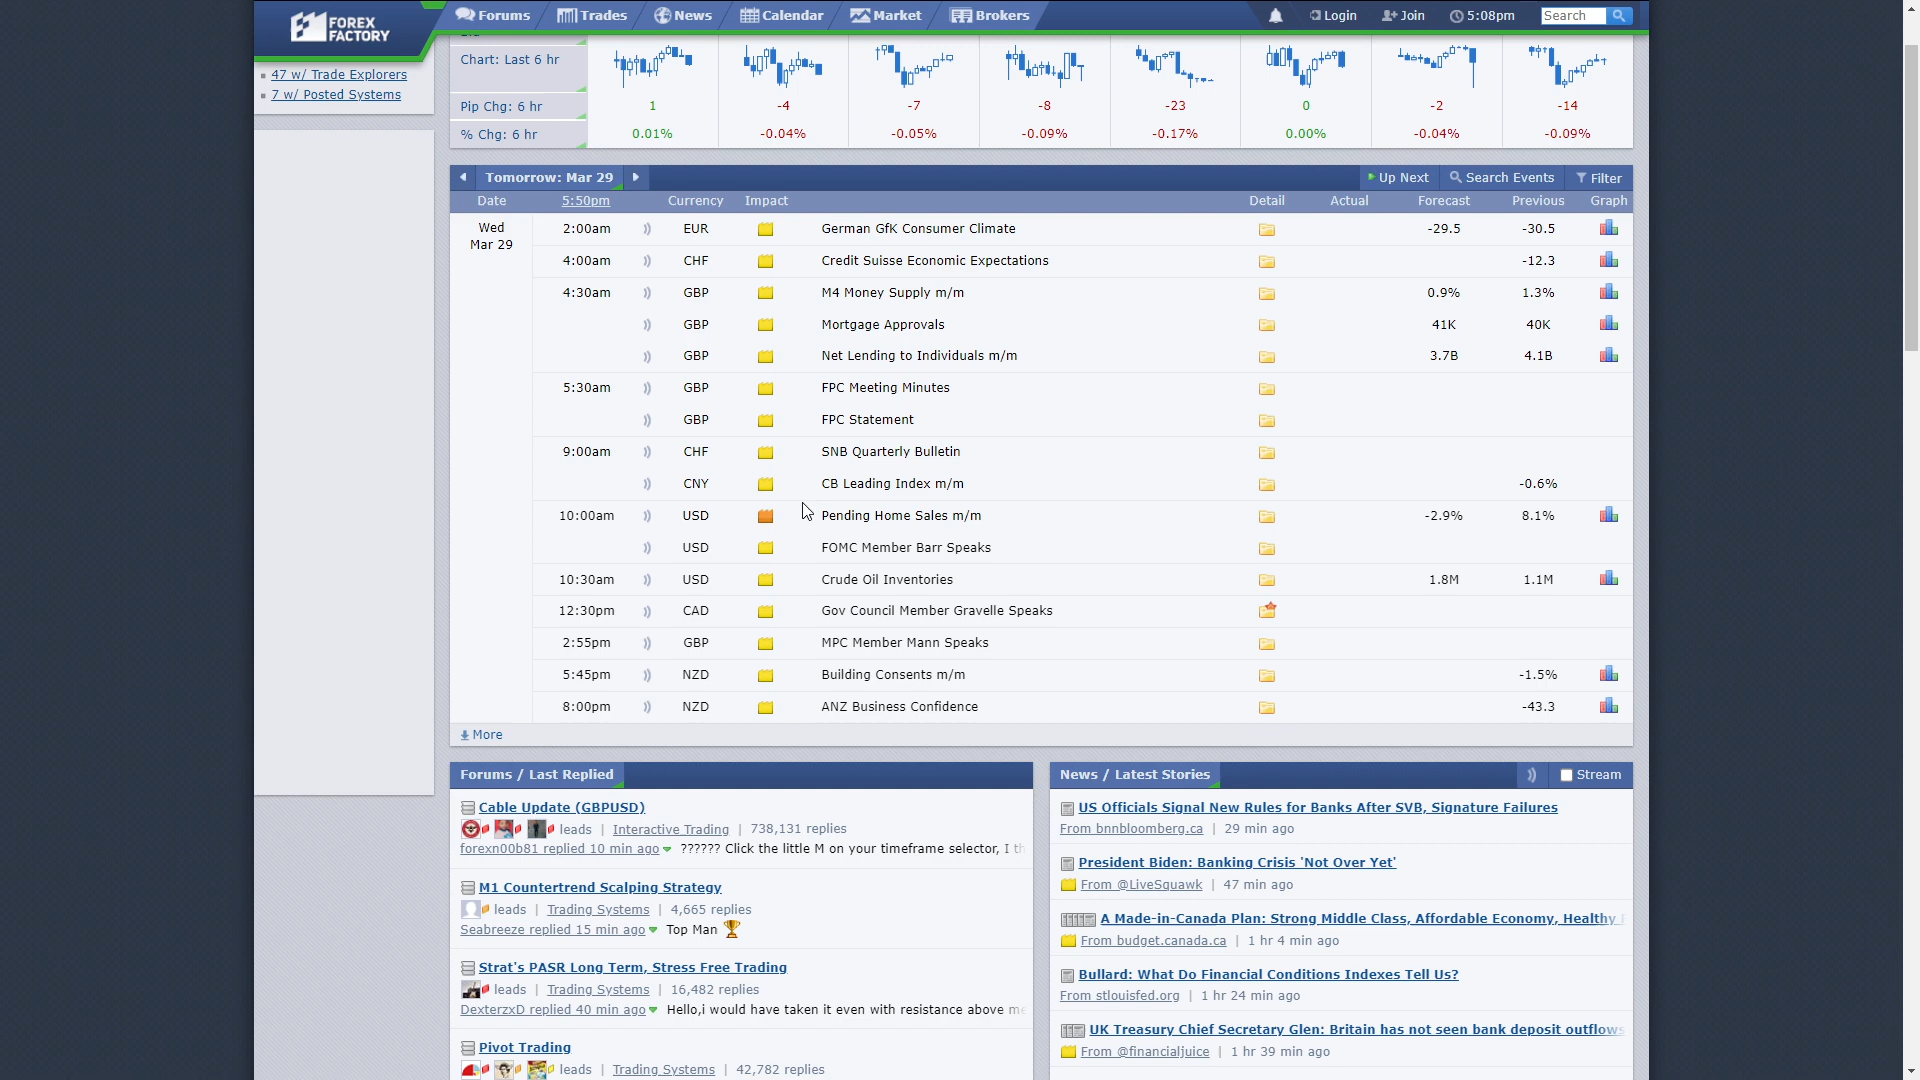 FOREX FACTORY
Forums Trades News Calendar Market Brokers Login Join 5:08pm Search
47 w/ Trade Explorers
7 w/ Posted Systems
Chart: Last 6 hr
Pip Chg: 6 hr 1 -4 -7 -8 -23 0 -2 -14
% Chg: 6 hr 0.01% -0.04% -0.05% -0.09% -0.17% 0.00% -0.04% -0.09%
Tomorrow: Mar 29 Up Next Search Events Filter
Date 5:50pm Currency Impact Detail Actual Forecast Previous Graph
Wed Mar 29 2:00am EUR German GfK Consumer Climate -29.5 -30.5
4:00am CHF Credit Suisse Economic Expectations -12.3
4:30am GBP M4 Money Supply m/m 0.9% 1.3%
GBP Mortgage Approvals 41K 40K
GBP Net Lending to Individuals m/m 3.7B 4.1B
5:30am GBP FPC Meeting Minutes
GBP FPC Statement
9:00am CHF SNB Quarterly Bulletin
CNY CB Leading Index m/m -0.6%
10:00am USD Pending Home Sales m/m -2.9% 8.1%
USD FOMC Member Barr Speaks
10:30am USD Crude Oil Inventories 1.8M 1.1M
12:30pm CAD Gov Council Member Gravelle Speaks
2:55pm GBP MPC Member Mann Speaks
5:45pm NZD Building Consents m/m -1.5%
8:00pm NZD ANZ Business Confidence -43.3
More
Forums / Last Replied
Cable Update (GBPUSD)
leads | Interactive Trading | 738,131 replies
forexn00b81 replied 10 min ago ?????? Click the little M on your timeframe selector, I
M1 Countertrend Scalping Strategy
leads | Trading Systems | 4,665 replies
Seabreeze replied 15 min ago Top Man 🏆
Strat's PASR Long Term, Stress Free Trading
leads | Trading Systems | 16,482 replies
DexterzxD replied 40 min ago Hello,i would have taken it even with resistance above
Pivot Trading
leads | Trading Systems | 42,782 replies
News / Latest Stories Stream
US Officials Signal New Rules for Banks After SVB, Signature Failures
From bnnbloomberg.ca | 29 min ago
President Biden: Banking Crisis 'Not Over Yet'
From @LiveSquawk | 47 min ago
A Made-in-Canada Plan: Strong Middle Class, Affordable Economy, Healthy
From budget.canada.ca | 1 hr 4 min ago
Bullard: What Do Financial Conditions Indexes Tell Us?
From stlouisfed.org | 1 hr 24 min ago
UK Treasury Chief Secretary Glen: Britain has not seen bank deposit outflows
From @financialjuice | 1 hr 39 min ago